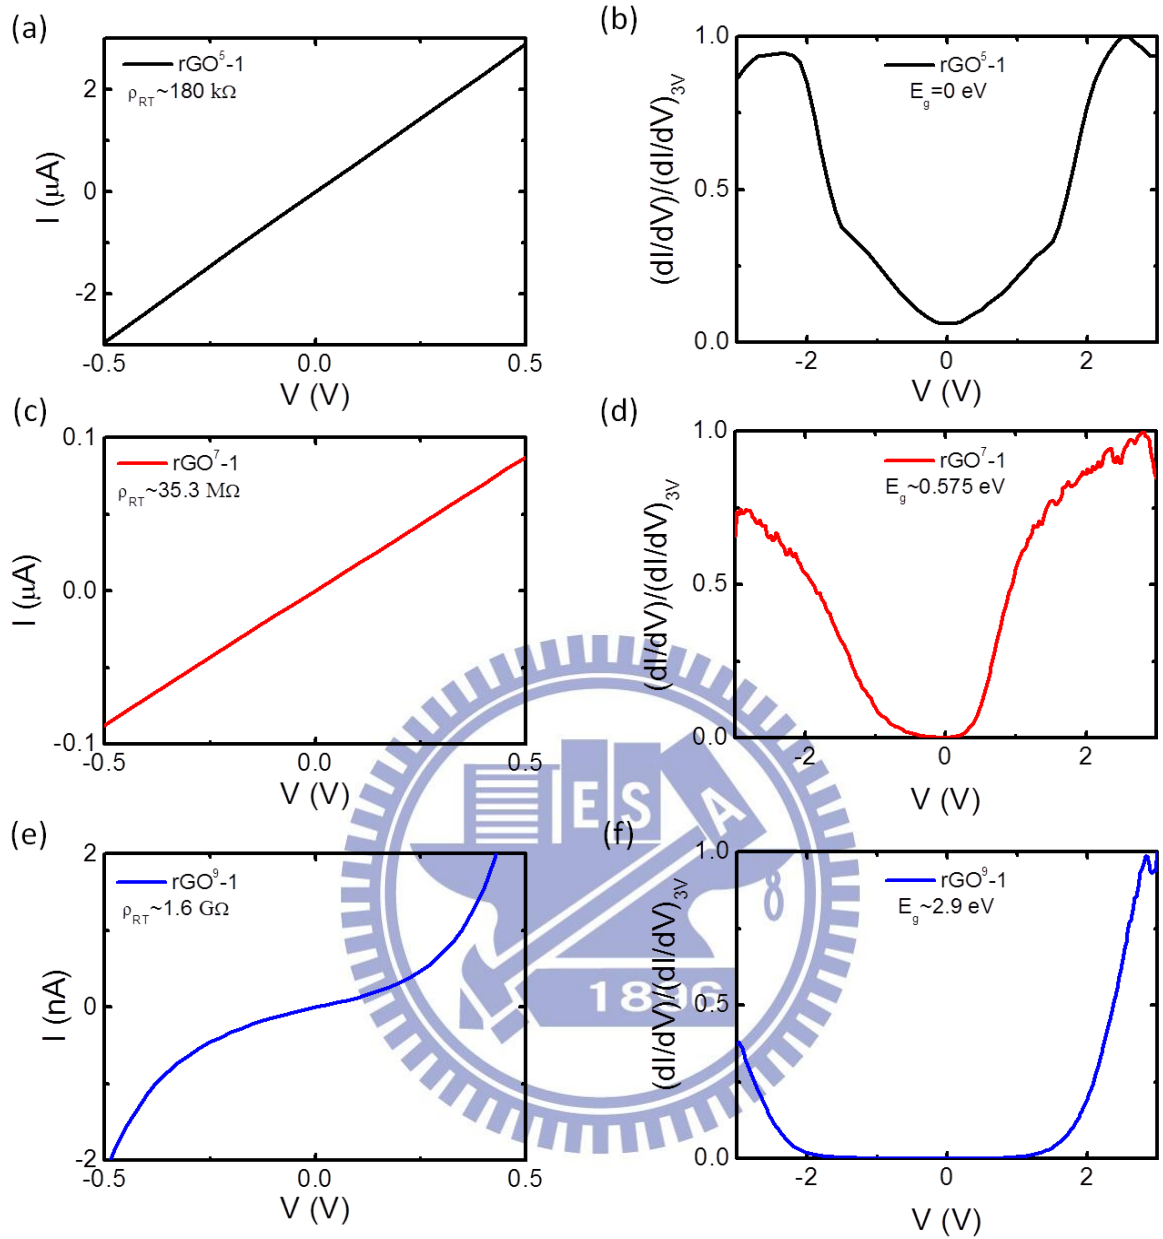 (a)
rGO⁵-1
ρRT~180 kΩ
2
0
-2
I (μA)
-0.5
0.0
0.5
V (V)
(b)
rGO⁵-1
Eg=0 eV
1.0
0.5
0.0
(dI/dV)/(dI/dV)3V
-2
0
2
V (V)
(c)
rGO⁷-1
ρRT~35.3 MΩ
0.1
0.0
-0.1
I (μA)
-0.5
0.0
0.5
V (V)
(d)
rGO⁷-1
Eg~0.575 eV
1.0
0.5
0.0
(dI/dV)/(dI/dV)3V
-2
0
2
V (V)
(e)
rGO⁹-1
ρRT~1.6 GΩ
2
0
-2
I (nA)
-0.5
0.0
0.5
V (V)
(f)
rGO⁹-1
Eg~2.9 eV
1.0
0.5
0.0
(dI/dV)/(dI/dV)3V
-2
0
2
V (V)
E S A
1896